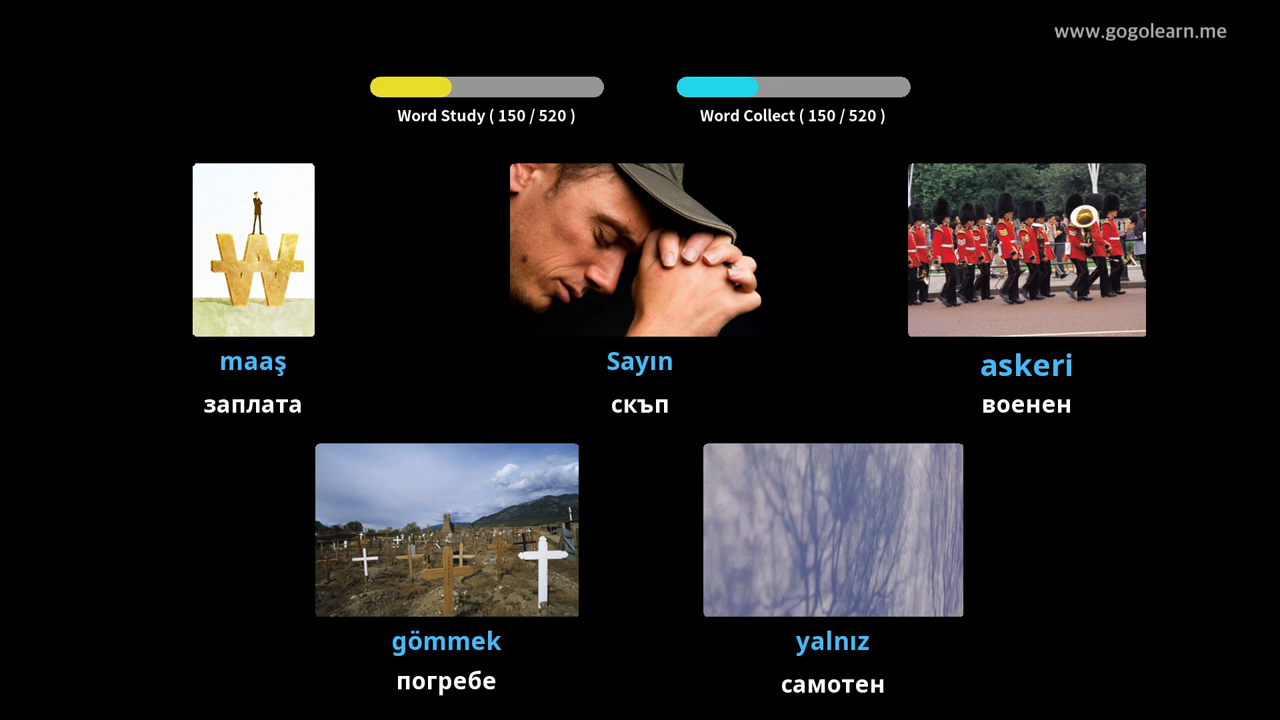 www.gogolearn.me
Word Study ( 150 / 520 )
Word Collect ( 150 / 520 )
maaş
заплата
Sayın
скъп
askeri
военен
gömmek
погребе
yalnız
самотен